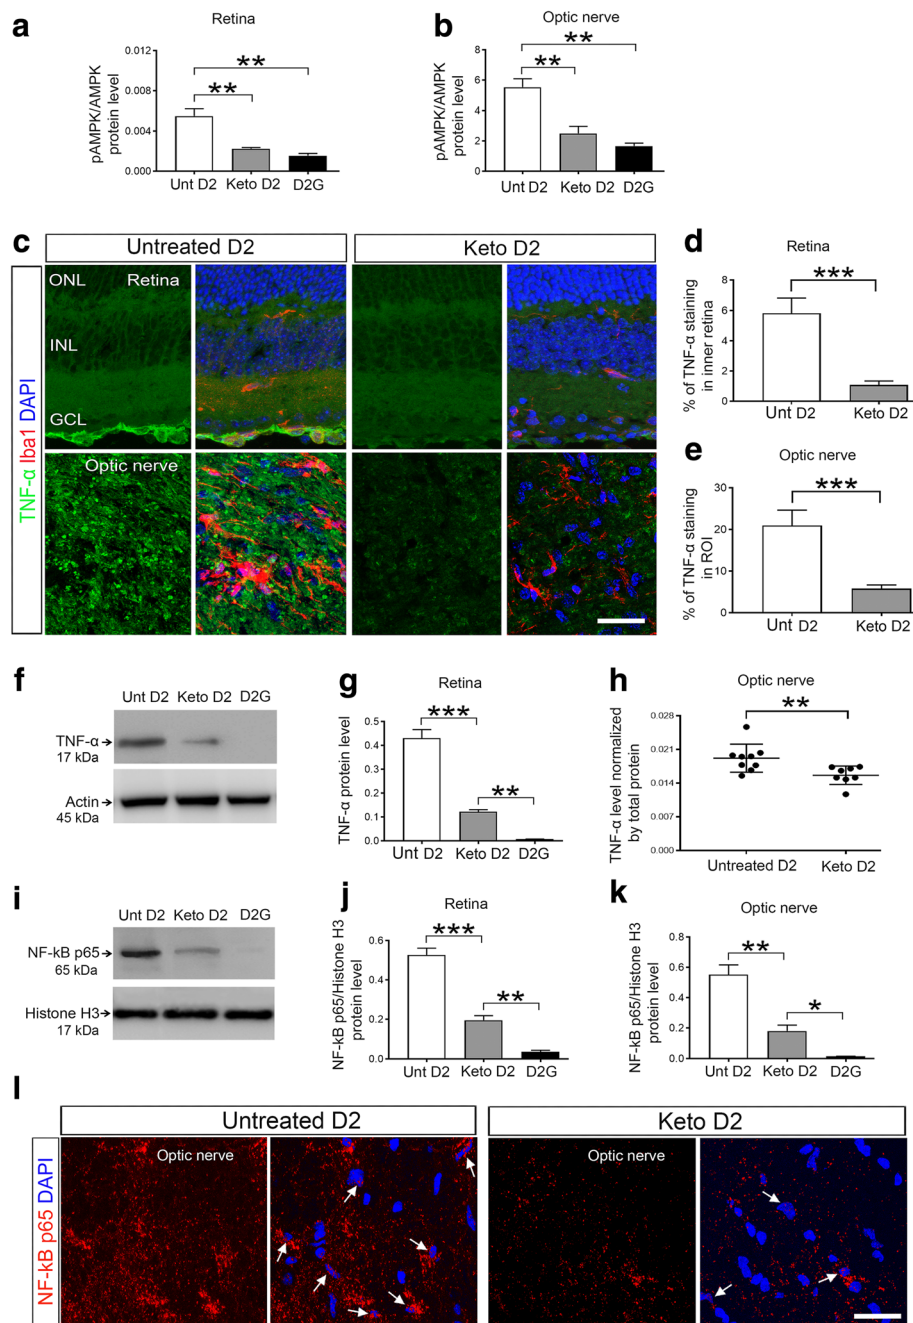 a
Retina
pAMPK/AMPK
protein level
0.012
0.008
0.004
0.000
**
**
Unt D2 Keto D2 D2G
b
Optic nerve
pAMPK/AMPK
protein level
8
6
4
2
0
**
**
Unt D2 Keto D2 D2G
c
Untreated D2 Keto D2
TNF-α Iba1 DAPI
ONL Retina
INL
GCL
Optic nerve
d
Retina
% of TNF-α staining
in inner retina
8
6
4
2
0
***
Unt D2 Keto D2
e
Optic nerve
% of TNF-α staining
in ROI
30
20
10
0
***
Unt D2 Keto D2
f
Unt D2 Keto D2 D2G
TNF-α
17 kDa
Actin
45 kDa
g
Retina
TNF-α protein level
0.5
0.4
0.3
0.2
0.1
0.0
***
**
Unt D2 Keto D2 D2G
h
Optic nerve
TNF-α level normalized
by total protein
0.028
0.021
0.014
0.007
0.000
**
Untreated D2 Keto D2
i
Unt D2 Keto D2 D2G
NF-kB p65
65 kDa
Histone H3
17 kDa
j
Retina
NF-kB p65/Histone H3
protein level
0.6
0.4
0.2
0.0
***
**
Unt D2 Keto D2 D2G
k
Optic nerve
NF-kB p65/Histone H3
protein level
0.8
0.6
0.4
0.2
0.0
**
*
Unt D2 Keto D2 D2G
l
Untreated D2 Keto D2
NF-kB p65 DAPI
Optic nerve Optic nerve